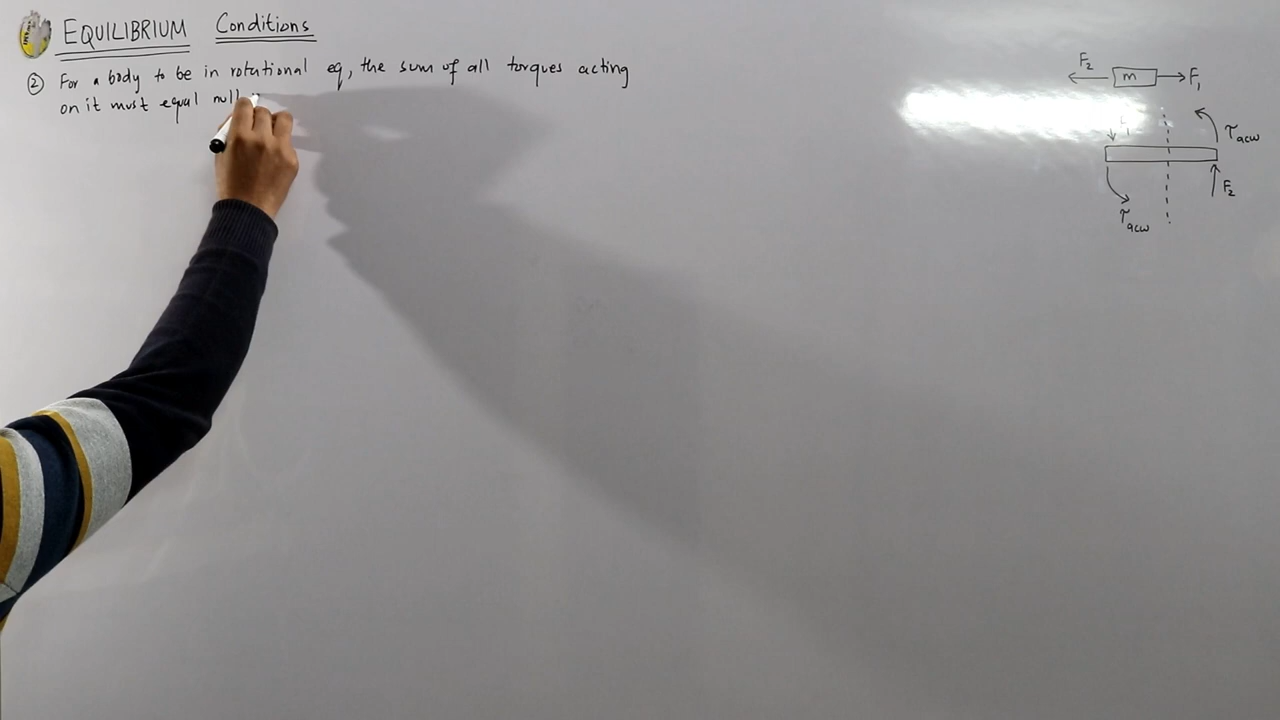 EQUILIBRIUM Conditions
② For a body to be in rotational eq, the sum of all torques acting
on it must equal null
F₂ m F₁
τacw
F₂
τacw